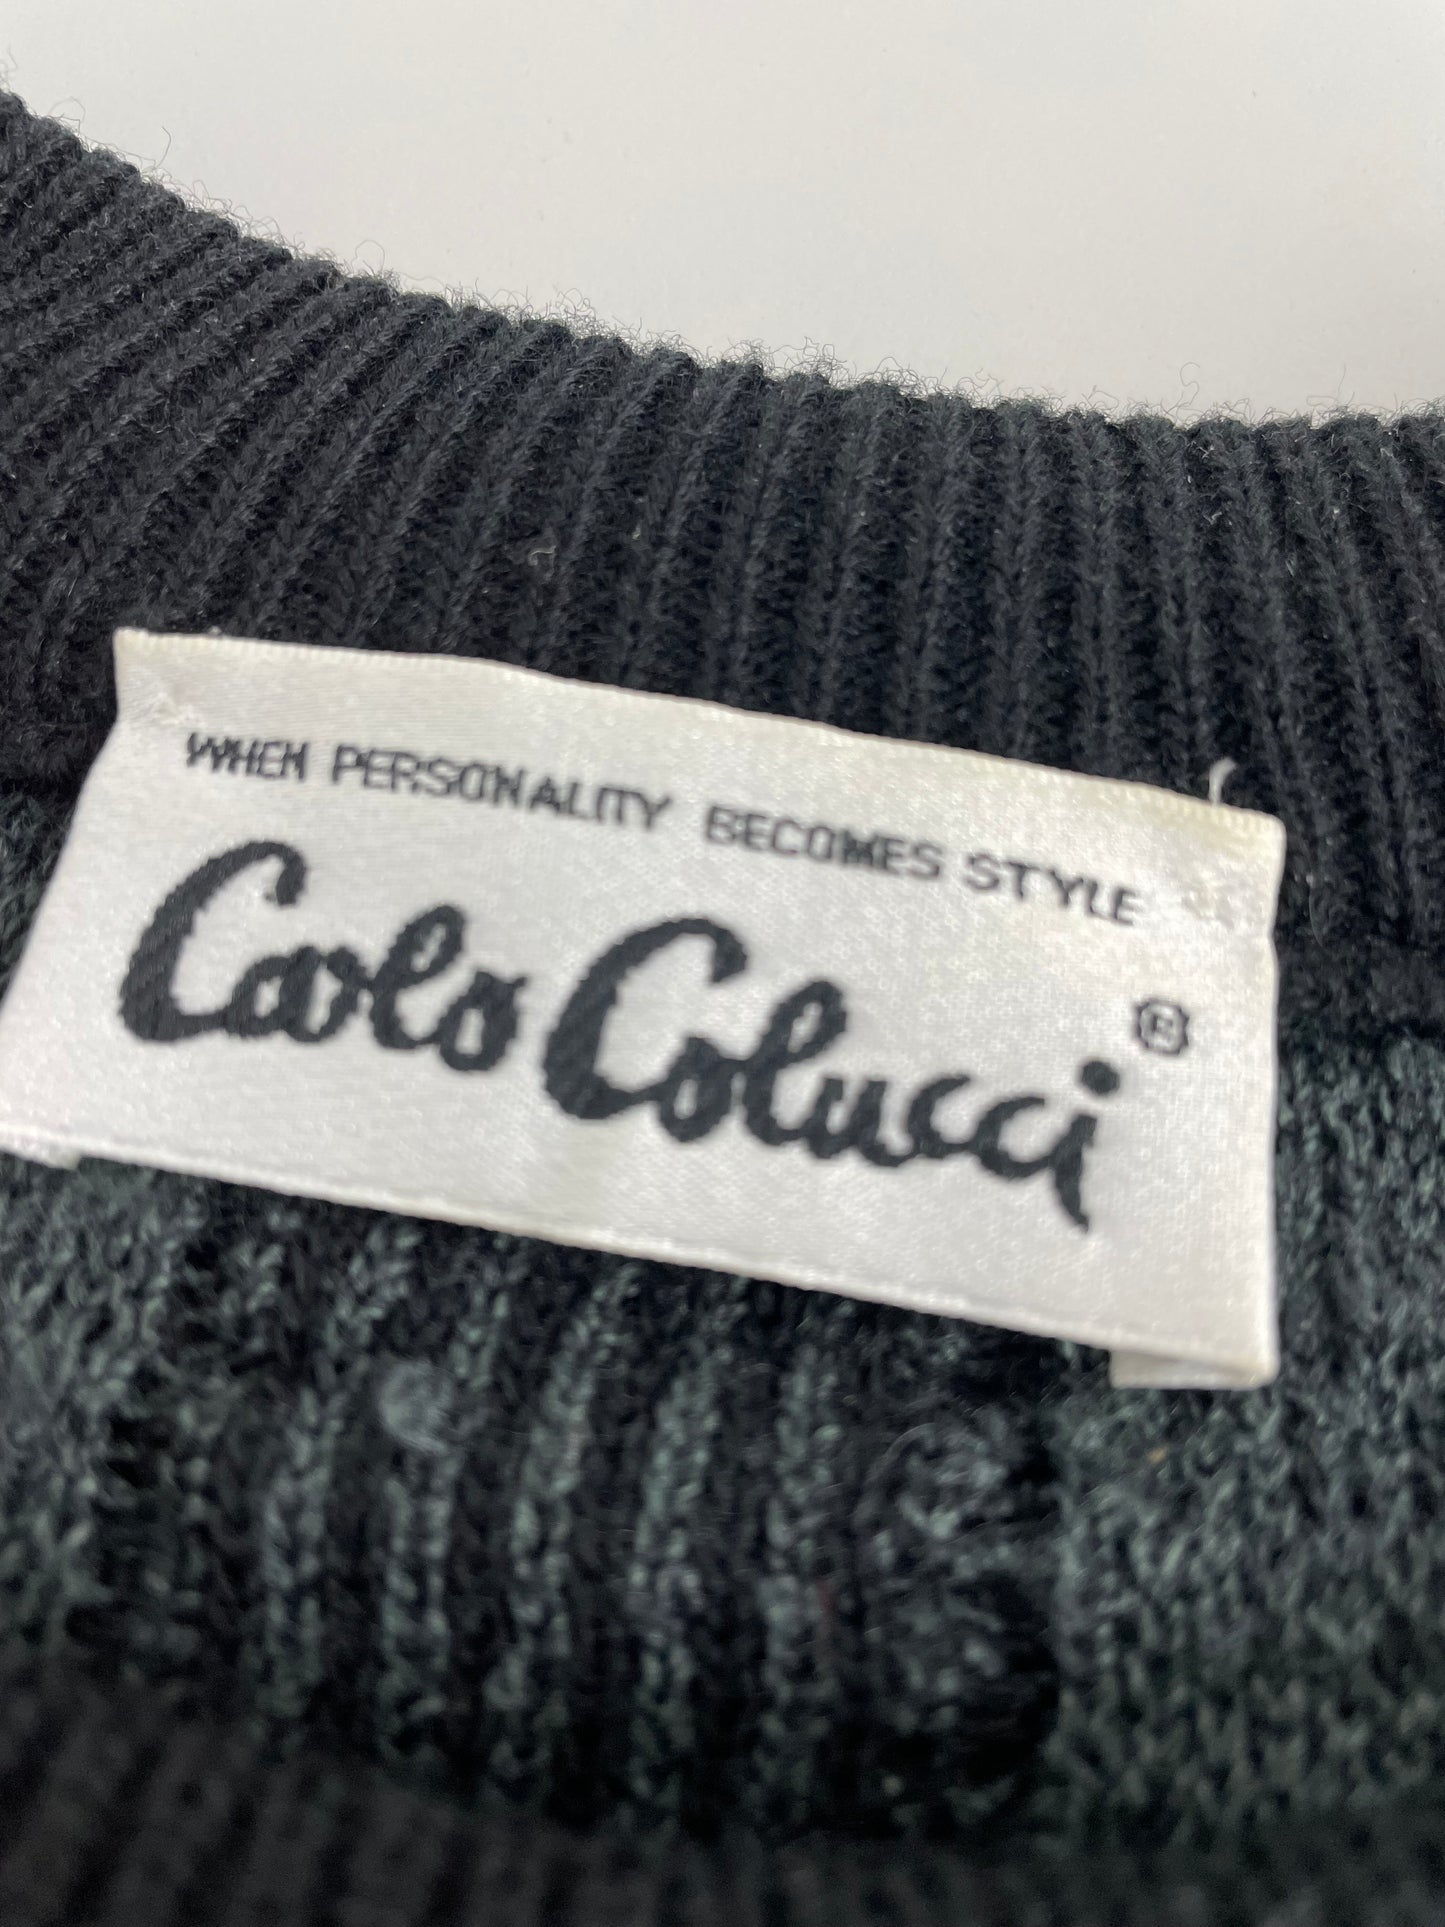 WHEN PERSONALITY BECOMES STYLE
Carlo Colucci ®